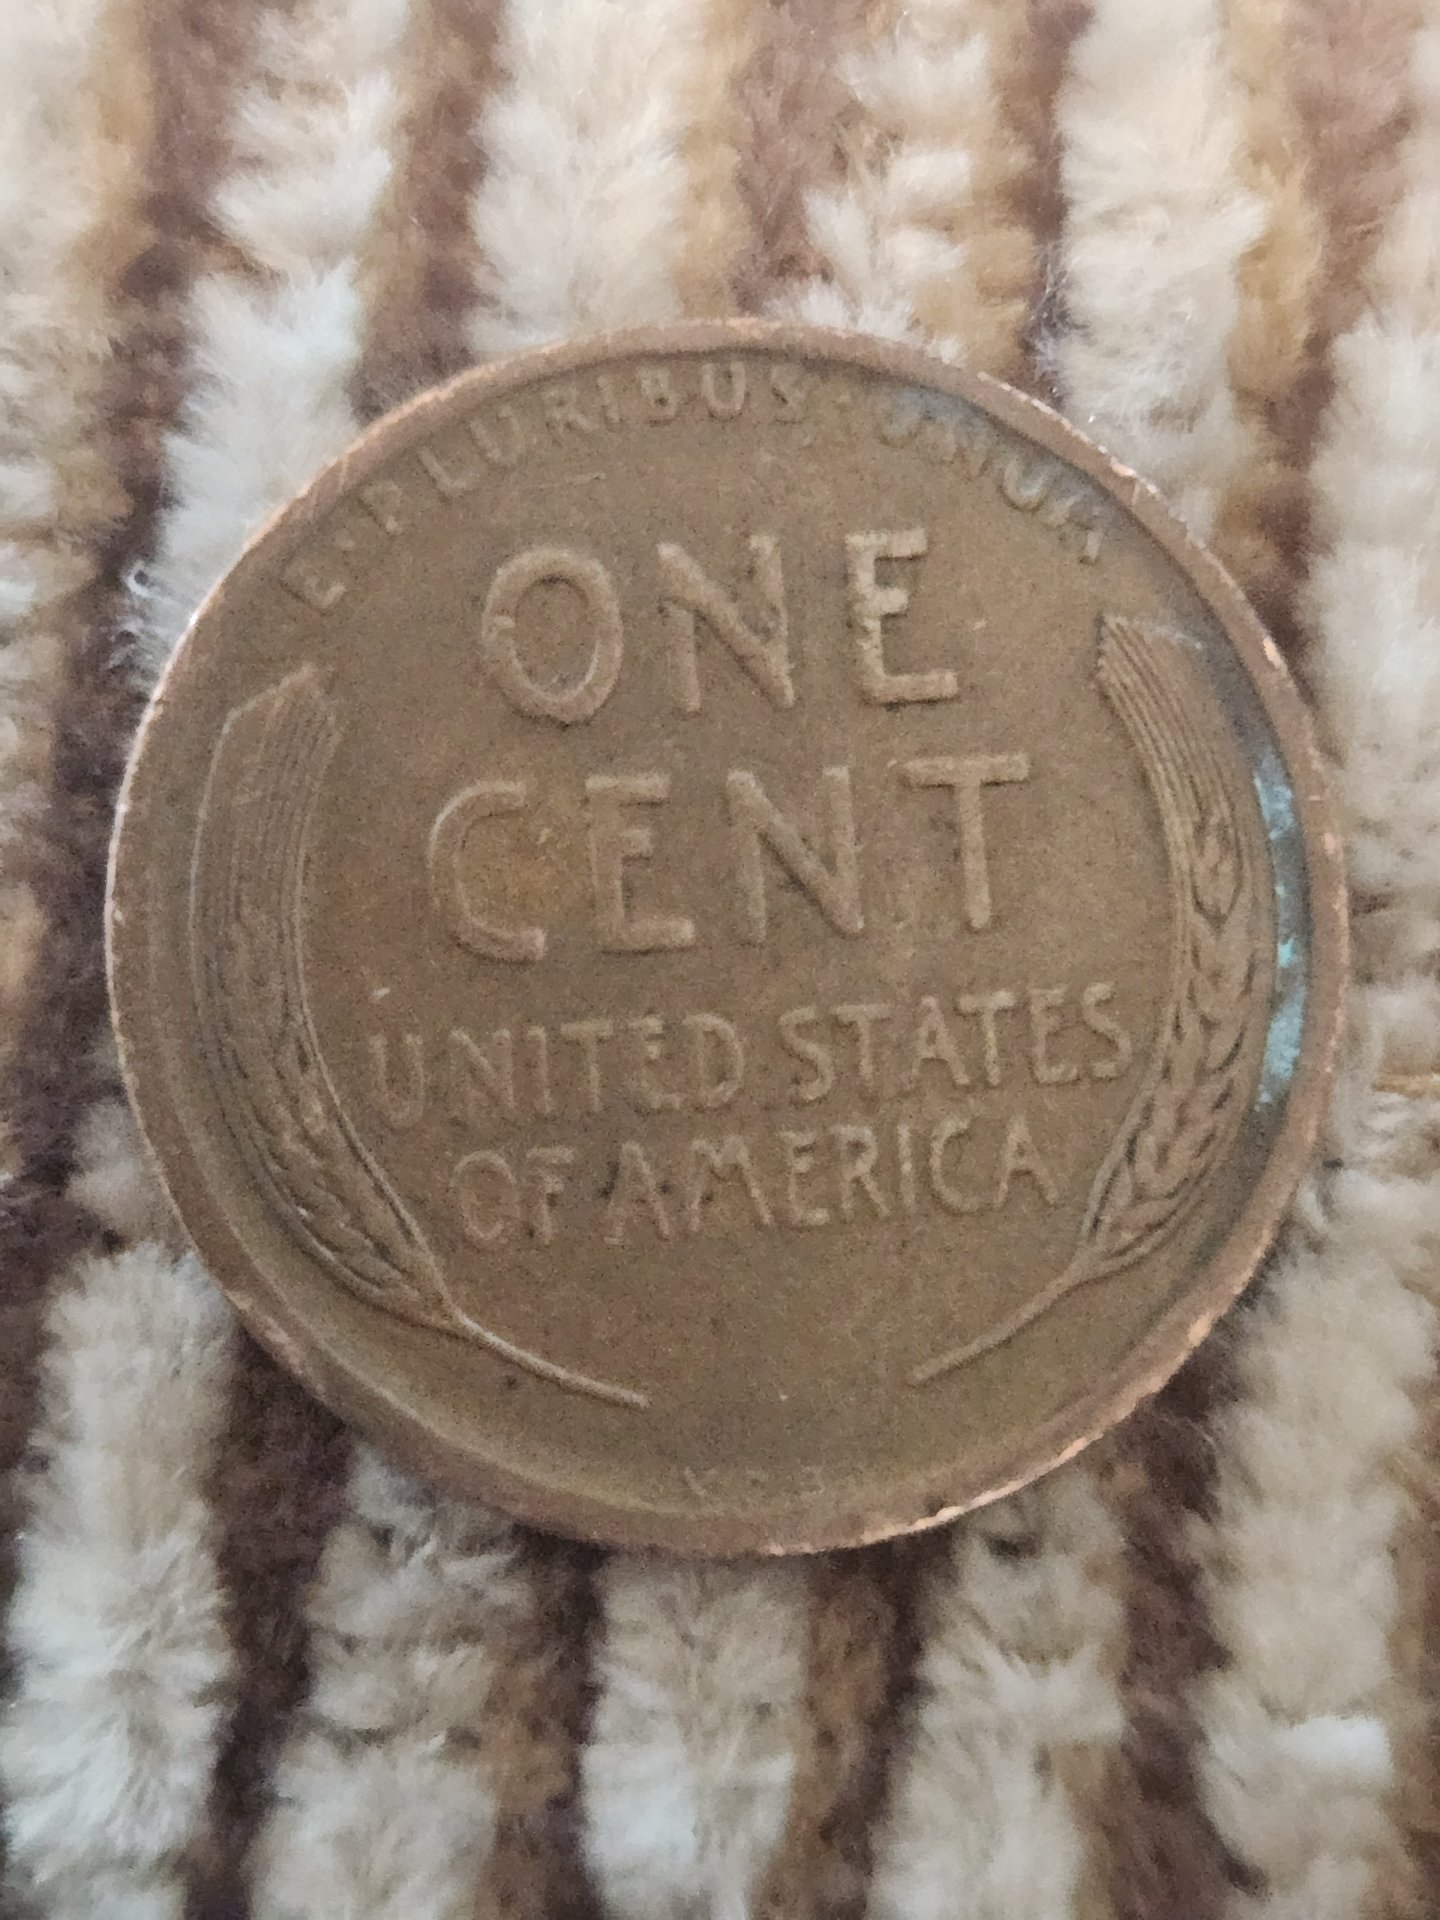 E·PLURIBUS·UNUM
ONE
CENT
UNITED STATES
OF AMERICA